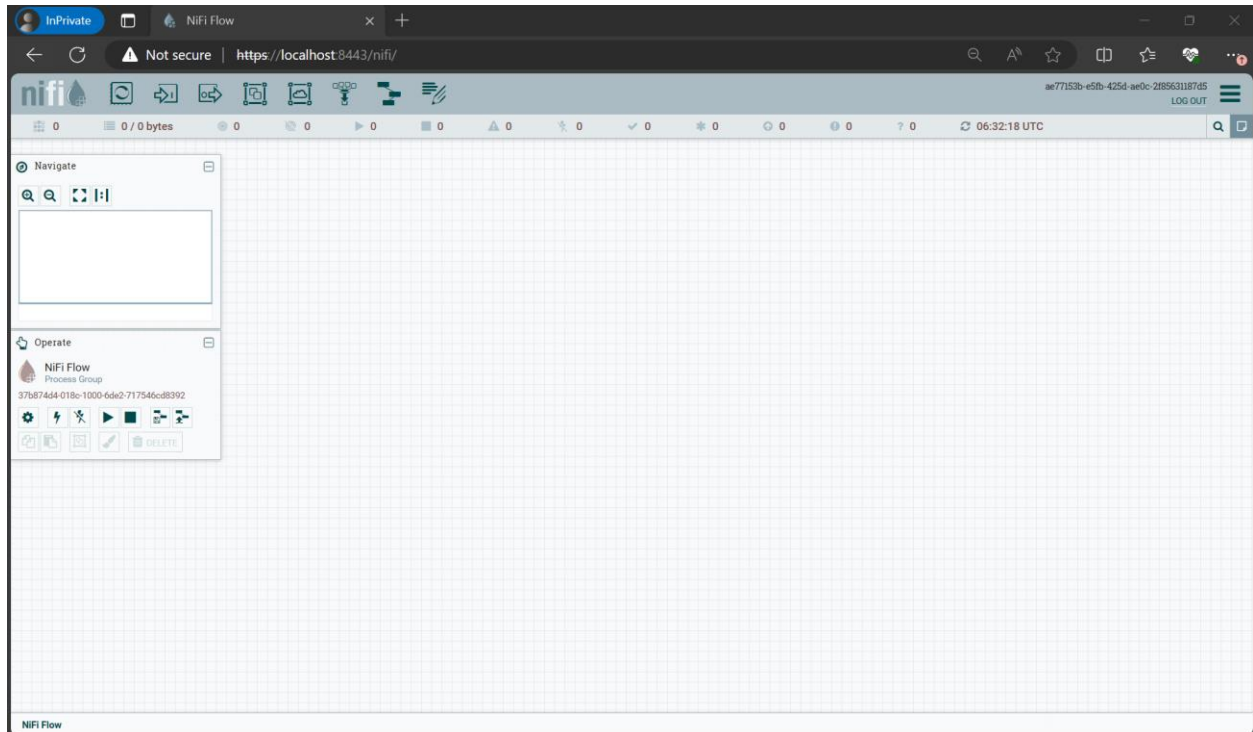 InPrivate
NiFi Flow
Not secure
https://localhost:8443/nifi/
nifi
ae77153b-e5fb-425d-ae0c-2f85631187d5
LOG OUT
0 0 / 0 bytes 0 0 0 0 0 0 0 0 0 0 ? 0 06:32:18 UTC
Navigate
Operate
NiFi Flow
Process Group
37b874d4-018c-1000-6de2-717546cd8392
DELETE
NiFi Flow